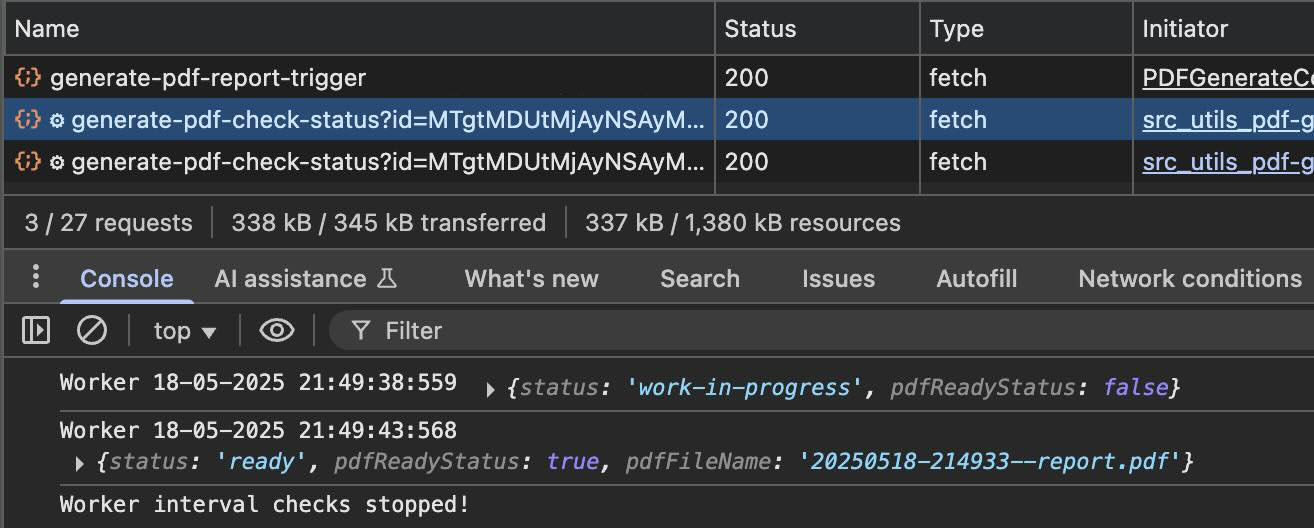 Name Status Type Initiator
{;} generate-pdf-report-trigger 200 fetch PDFGenerateCo
{;} generate-pdf-check-status?id=MTgtMDUtMjAyNSAyM... 200 fetch src_utils_pdf-g
{;} generate-pdf-check-status?id=MTgtMDUtMjAyNSAyM... 200 fetch src_utils_pdf-g
3 / 27 requests 338 kB / 345 kB transferred 337 kB / 1,380 kB resources
Console AI assistance What's new Search Issues Autofill Network conditions
top Filter
Worker 18-05-2025 21:49:38:559 {status: 'work-in-progress', pdfReadyStatus: false}
Worker 18-05-2025 21:49:43:568
{status: 'ready', pdfReadyStatus: true, pdfFileName: '20250518-214933--report.pdf'}
Worker interval checks stopped!